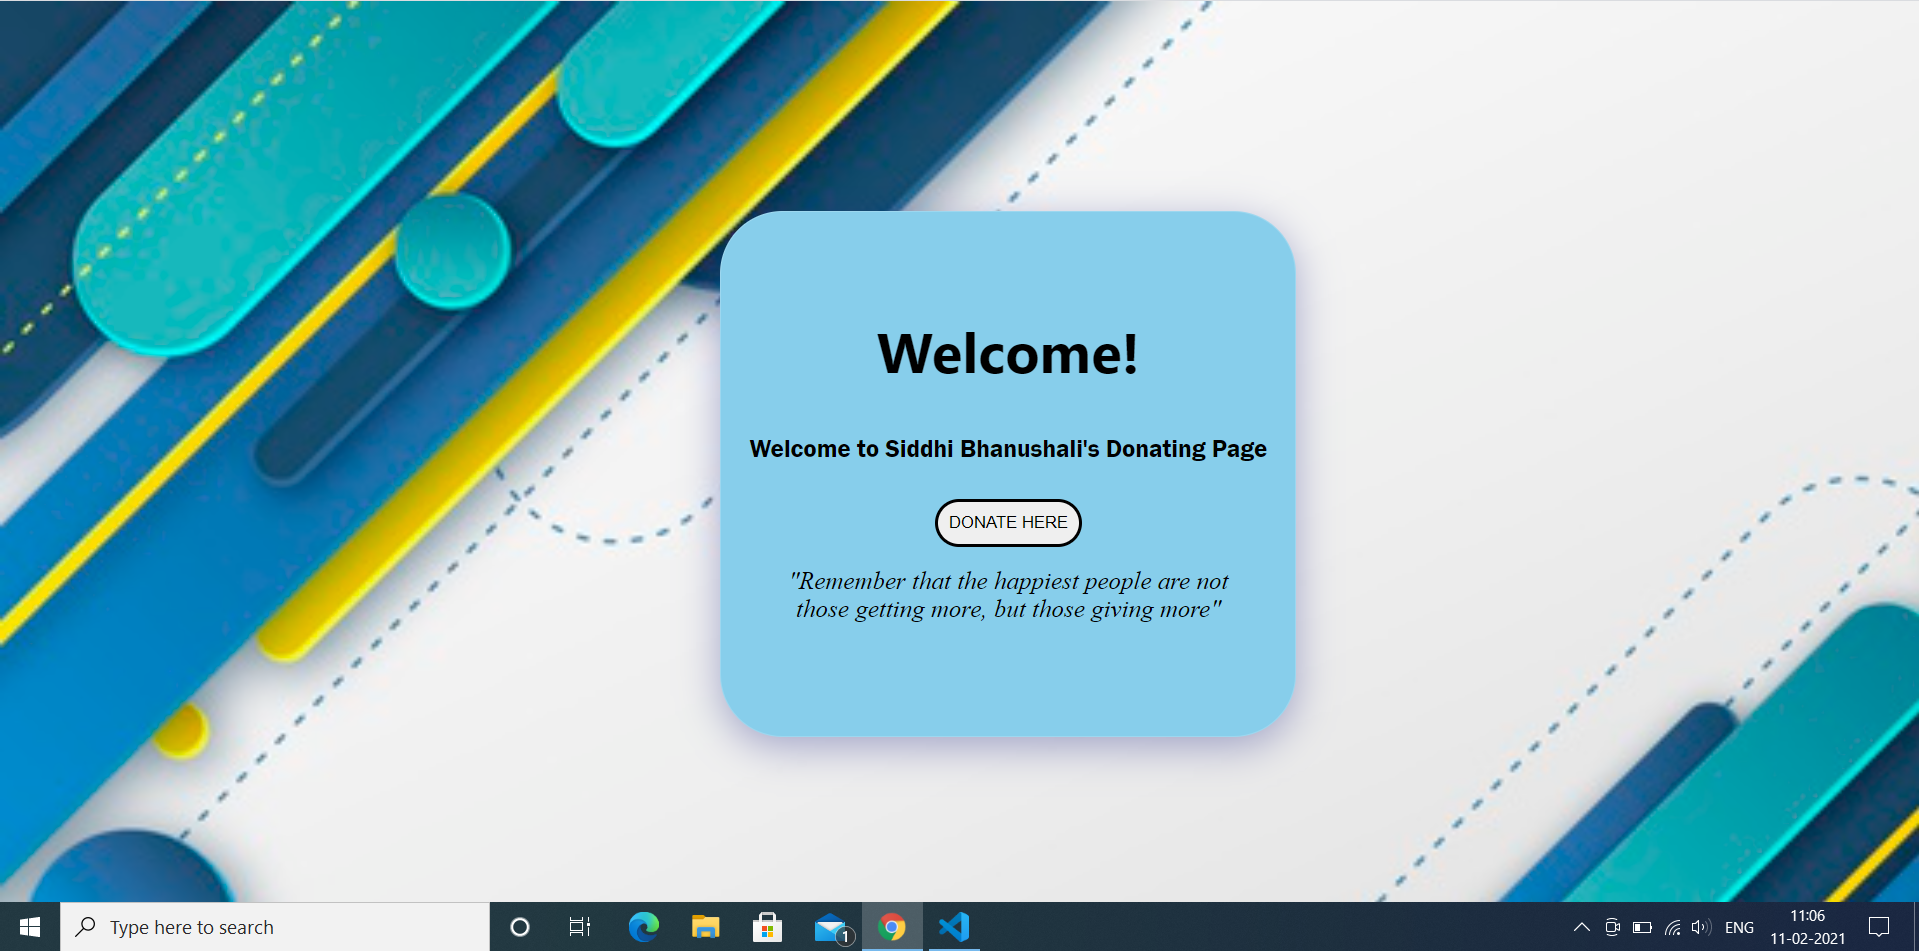 Welcome!
Welcome to Siddhi Bhanushali's Donating Page
DONATE HERE
"Remember that the happiest people are not
those getting more, but those giving more"
Type here to search
1
ENG
11:06
11-02-2021